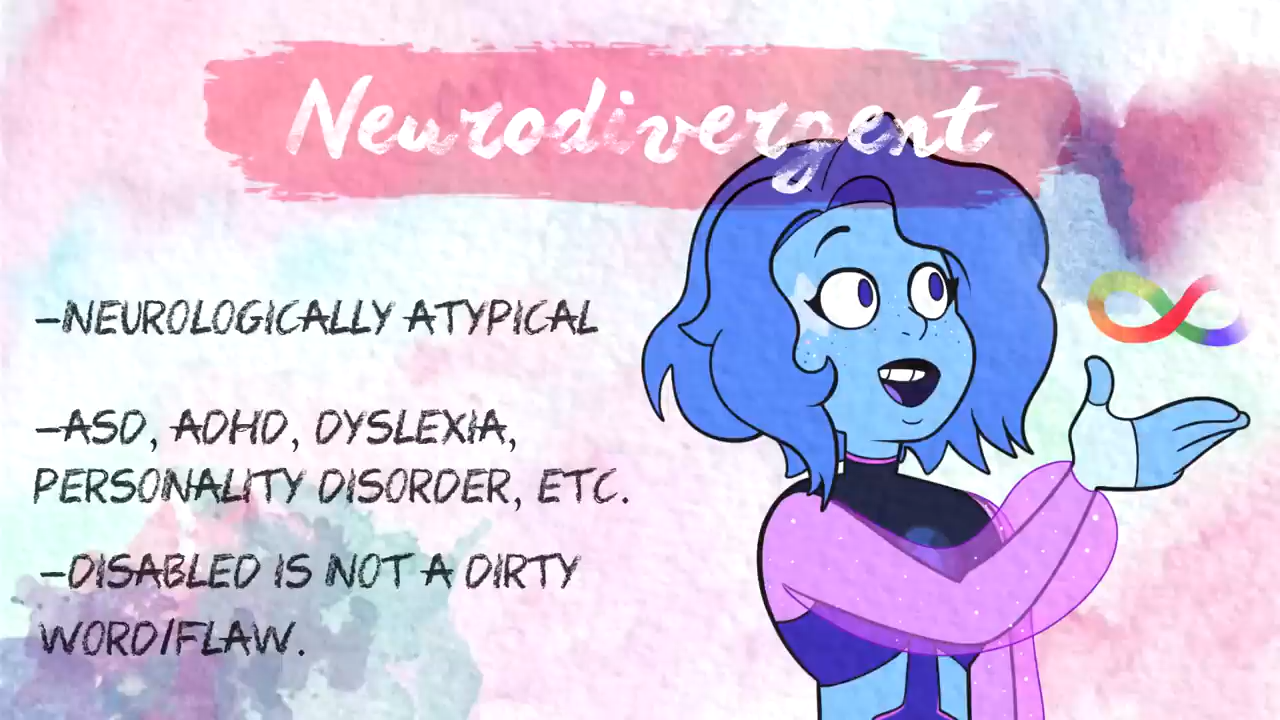 Neurodivergent
-NEUROLOGICALLY ATYPICAL
-ASD, ADHD, DYSLEXIA,
PERSONALITY DISORDER, ETC.
-DISABLED IS NOT A DIRTY
WORD/FLAW.